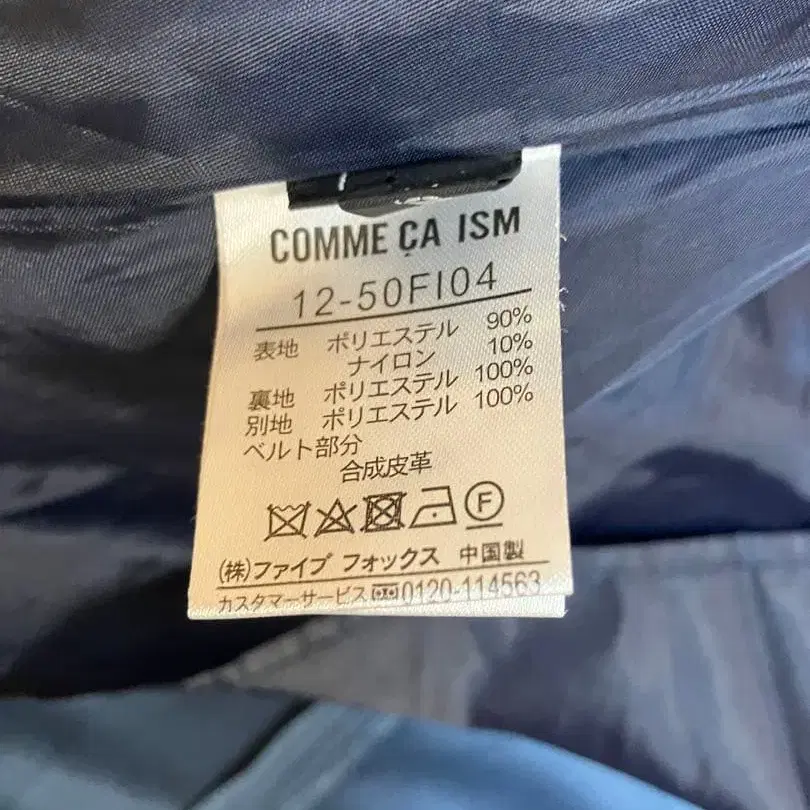 COMME ÇA ISM
12-50FI04
表地 ポリエステル 90%
ナイロン 10%
裏地 ポリエステル 100%
別地 ポリエステル 100%
ベルト部分
合成皮革
F
(株)ファイブ フォックス 中国製
カスタマーサービス 0120-114563